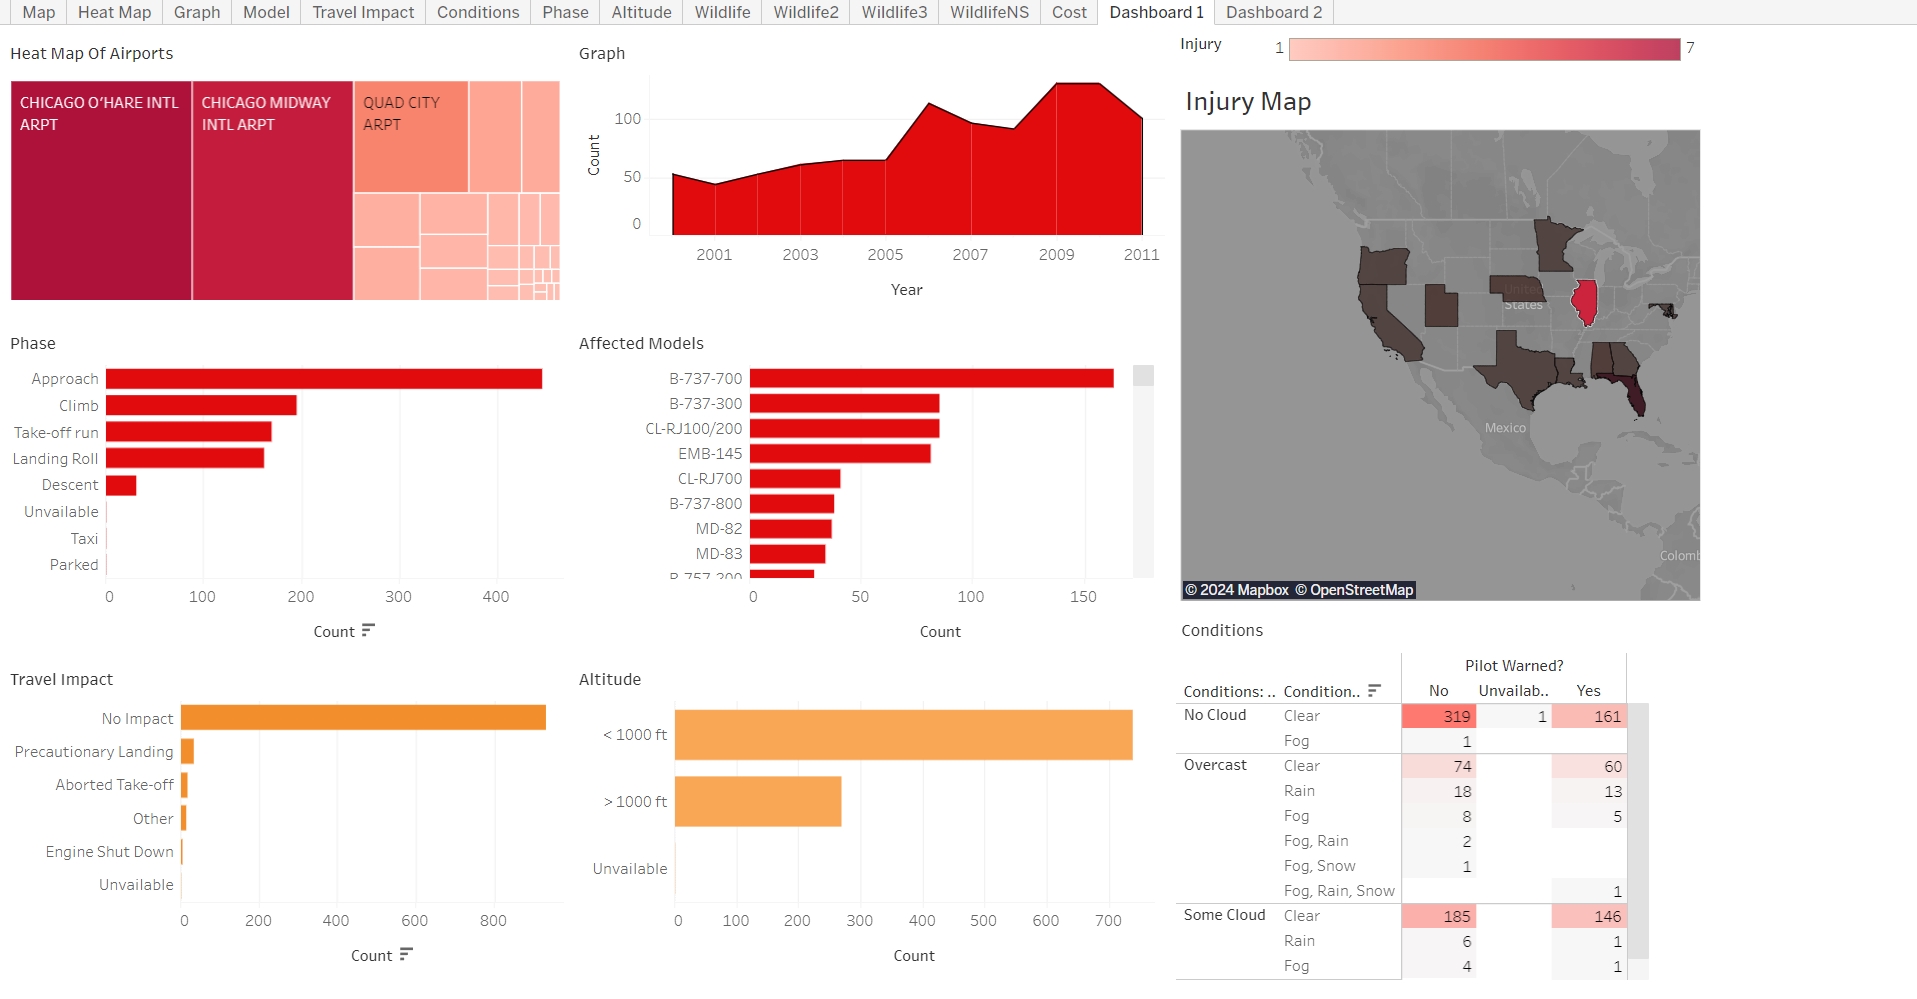 Map Heat Map Graph Model Travel Impact Conditions Phase Altitude Wildlife Wildlife2 Wildlife3 WildlifeNS Cost Dashboard 1 Dashboard 2
Heat Map Of Airports
CHICAGO O'HARE INTL
ARPT
CHICAGO MIDWAY
INTL ARPT
QUAD CITY
ARPT
Graph
Count
100
50
0
2001 2003 2005 2007 2009 2011
Year
Injury 1 7
Injury Map
United
States
Mexico
Colomb
© 2024 Mapbox © OpenStreetMap
Phase
Approach
Climb
Take-off run
Landing Roll
Descent
Unvailable
Taxi
Parked
0 100 200 300 400
Count
Affected Models
B-737-700
B-737-300
CL-RJ100/200
EMB-145
CL-RJ700
B-737-800
MD-82
MD-83
B-757-200
0 50 100 150
Count
Travel Impact
No Impact
Precautionary Landing
Aborted Take-off
Other
Engine Shut Down
Unvailable
0 200 400 600 800
Count
Altitude
< 1000 ft
> 1000 ft
Unvailable
0 100 200 300 400 500 600 700
Count
Conditions
Pilot Warned?
Conditions: .. Condition.. No Unvailab.. Yes
No Cloud Clear 319 1 161
Fog 1
Overcast Clear 74 60
Rain 18 13
Fog 8 5
Fog, Rain 2
Fog, Snow 1
Fog, Rain, Snow 1
Some Cloud Clear 185 146
Rain 6 1
Fog 4 1